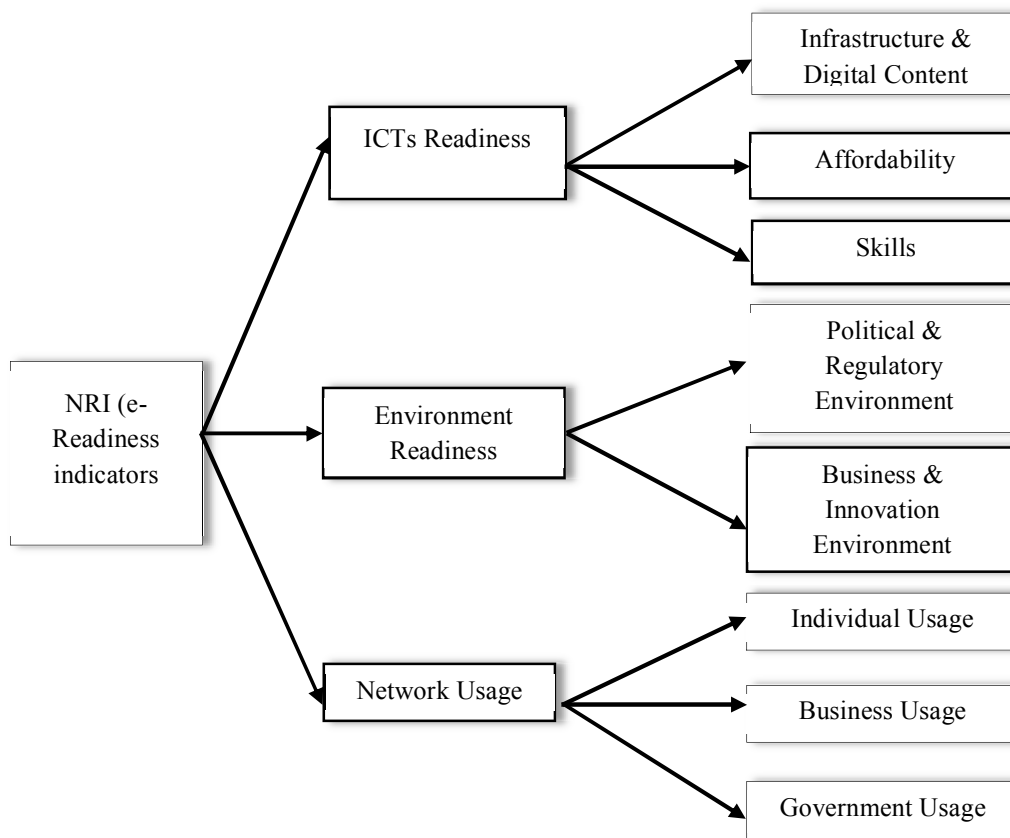 NRI (e-
Readiness
indicators
ICTs Readiness
Infrastructure &
Digital Content
Affordability
Skills
Environment
Readiness
Political &
Regulatory
Environment
Business &
Innovation
Environment
Network Usage
Individual Usage
Business Usage
Government Usage